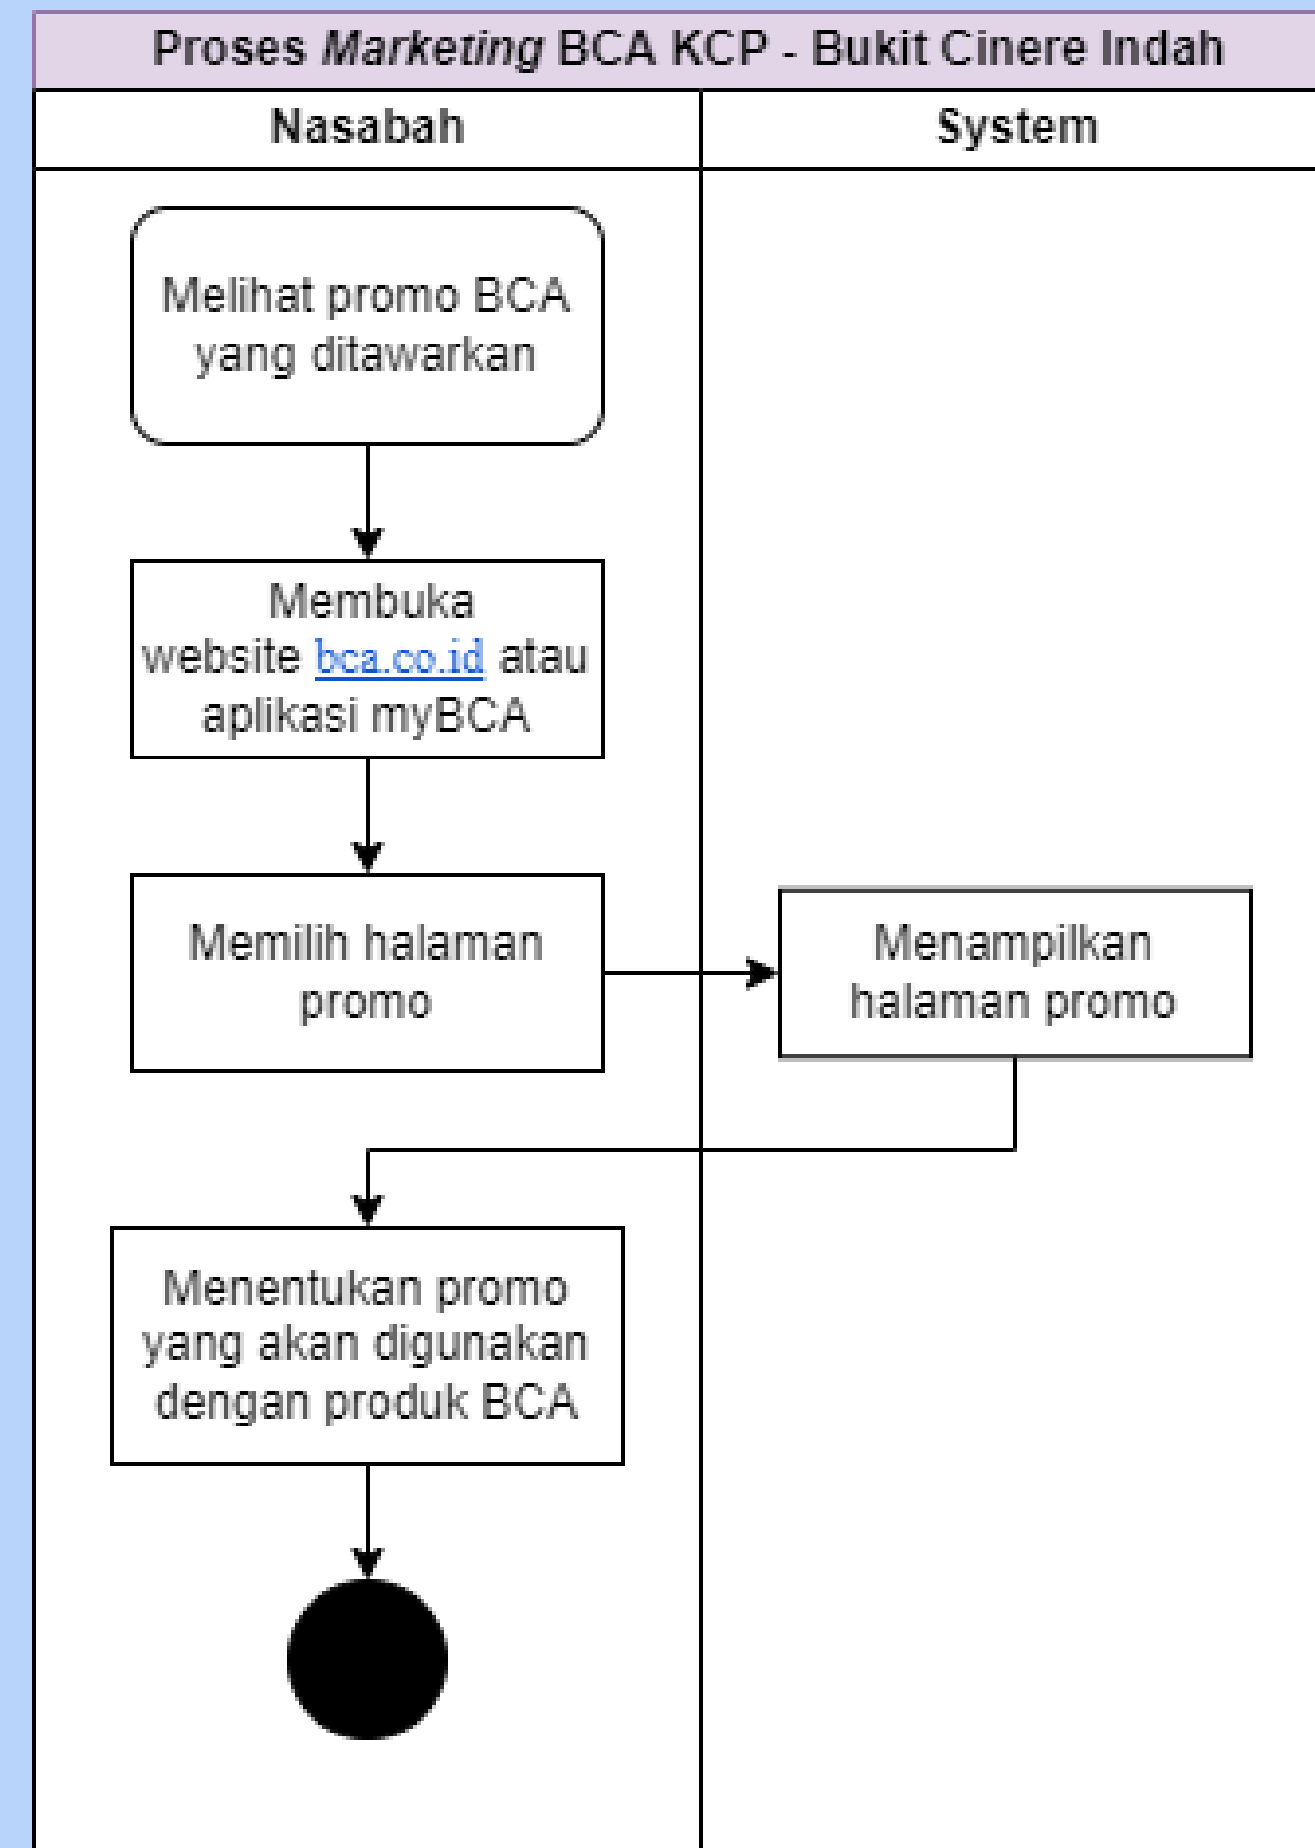 Proses Marketing BCA KCP - Bukit Cinere Indah
Nasabah
System
Melihat promo BCA
yang ditawarkan
Membuka
website bca.co.id atau
aplikasi myBCA
Memilih halaman
promo
Menampilkan
halaman promo
Menentukan promo
yang akan digunakan
dengan produk BCA